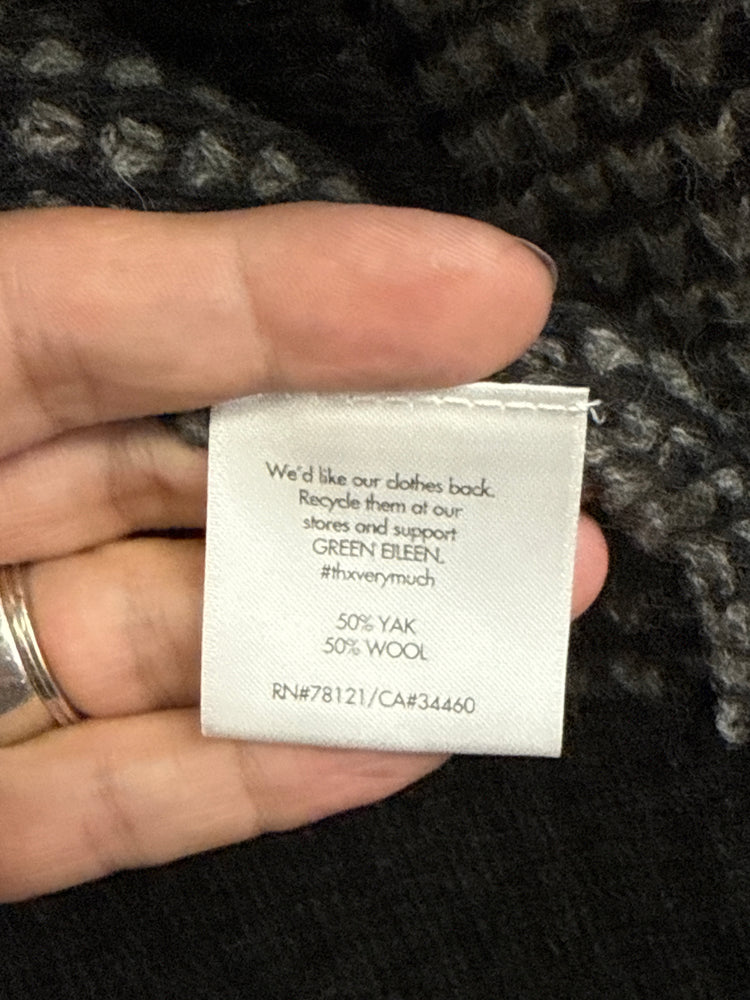 We'd like our clothes back.
Recycle them at our
stores and support
GREEN EILEEN.
#thxverymuch
50% YAK
50% WOOL
RN#78121/CA#34460